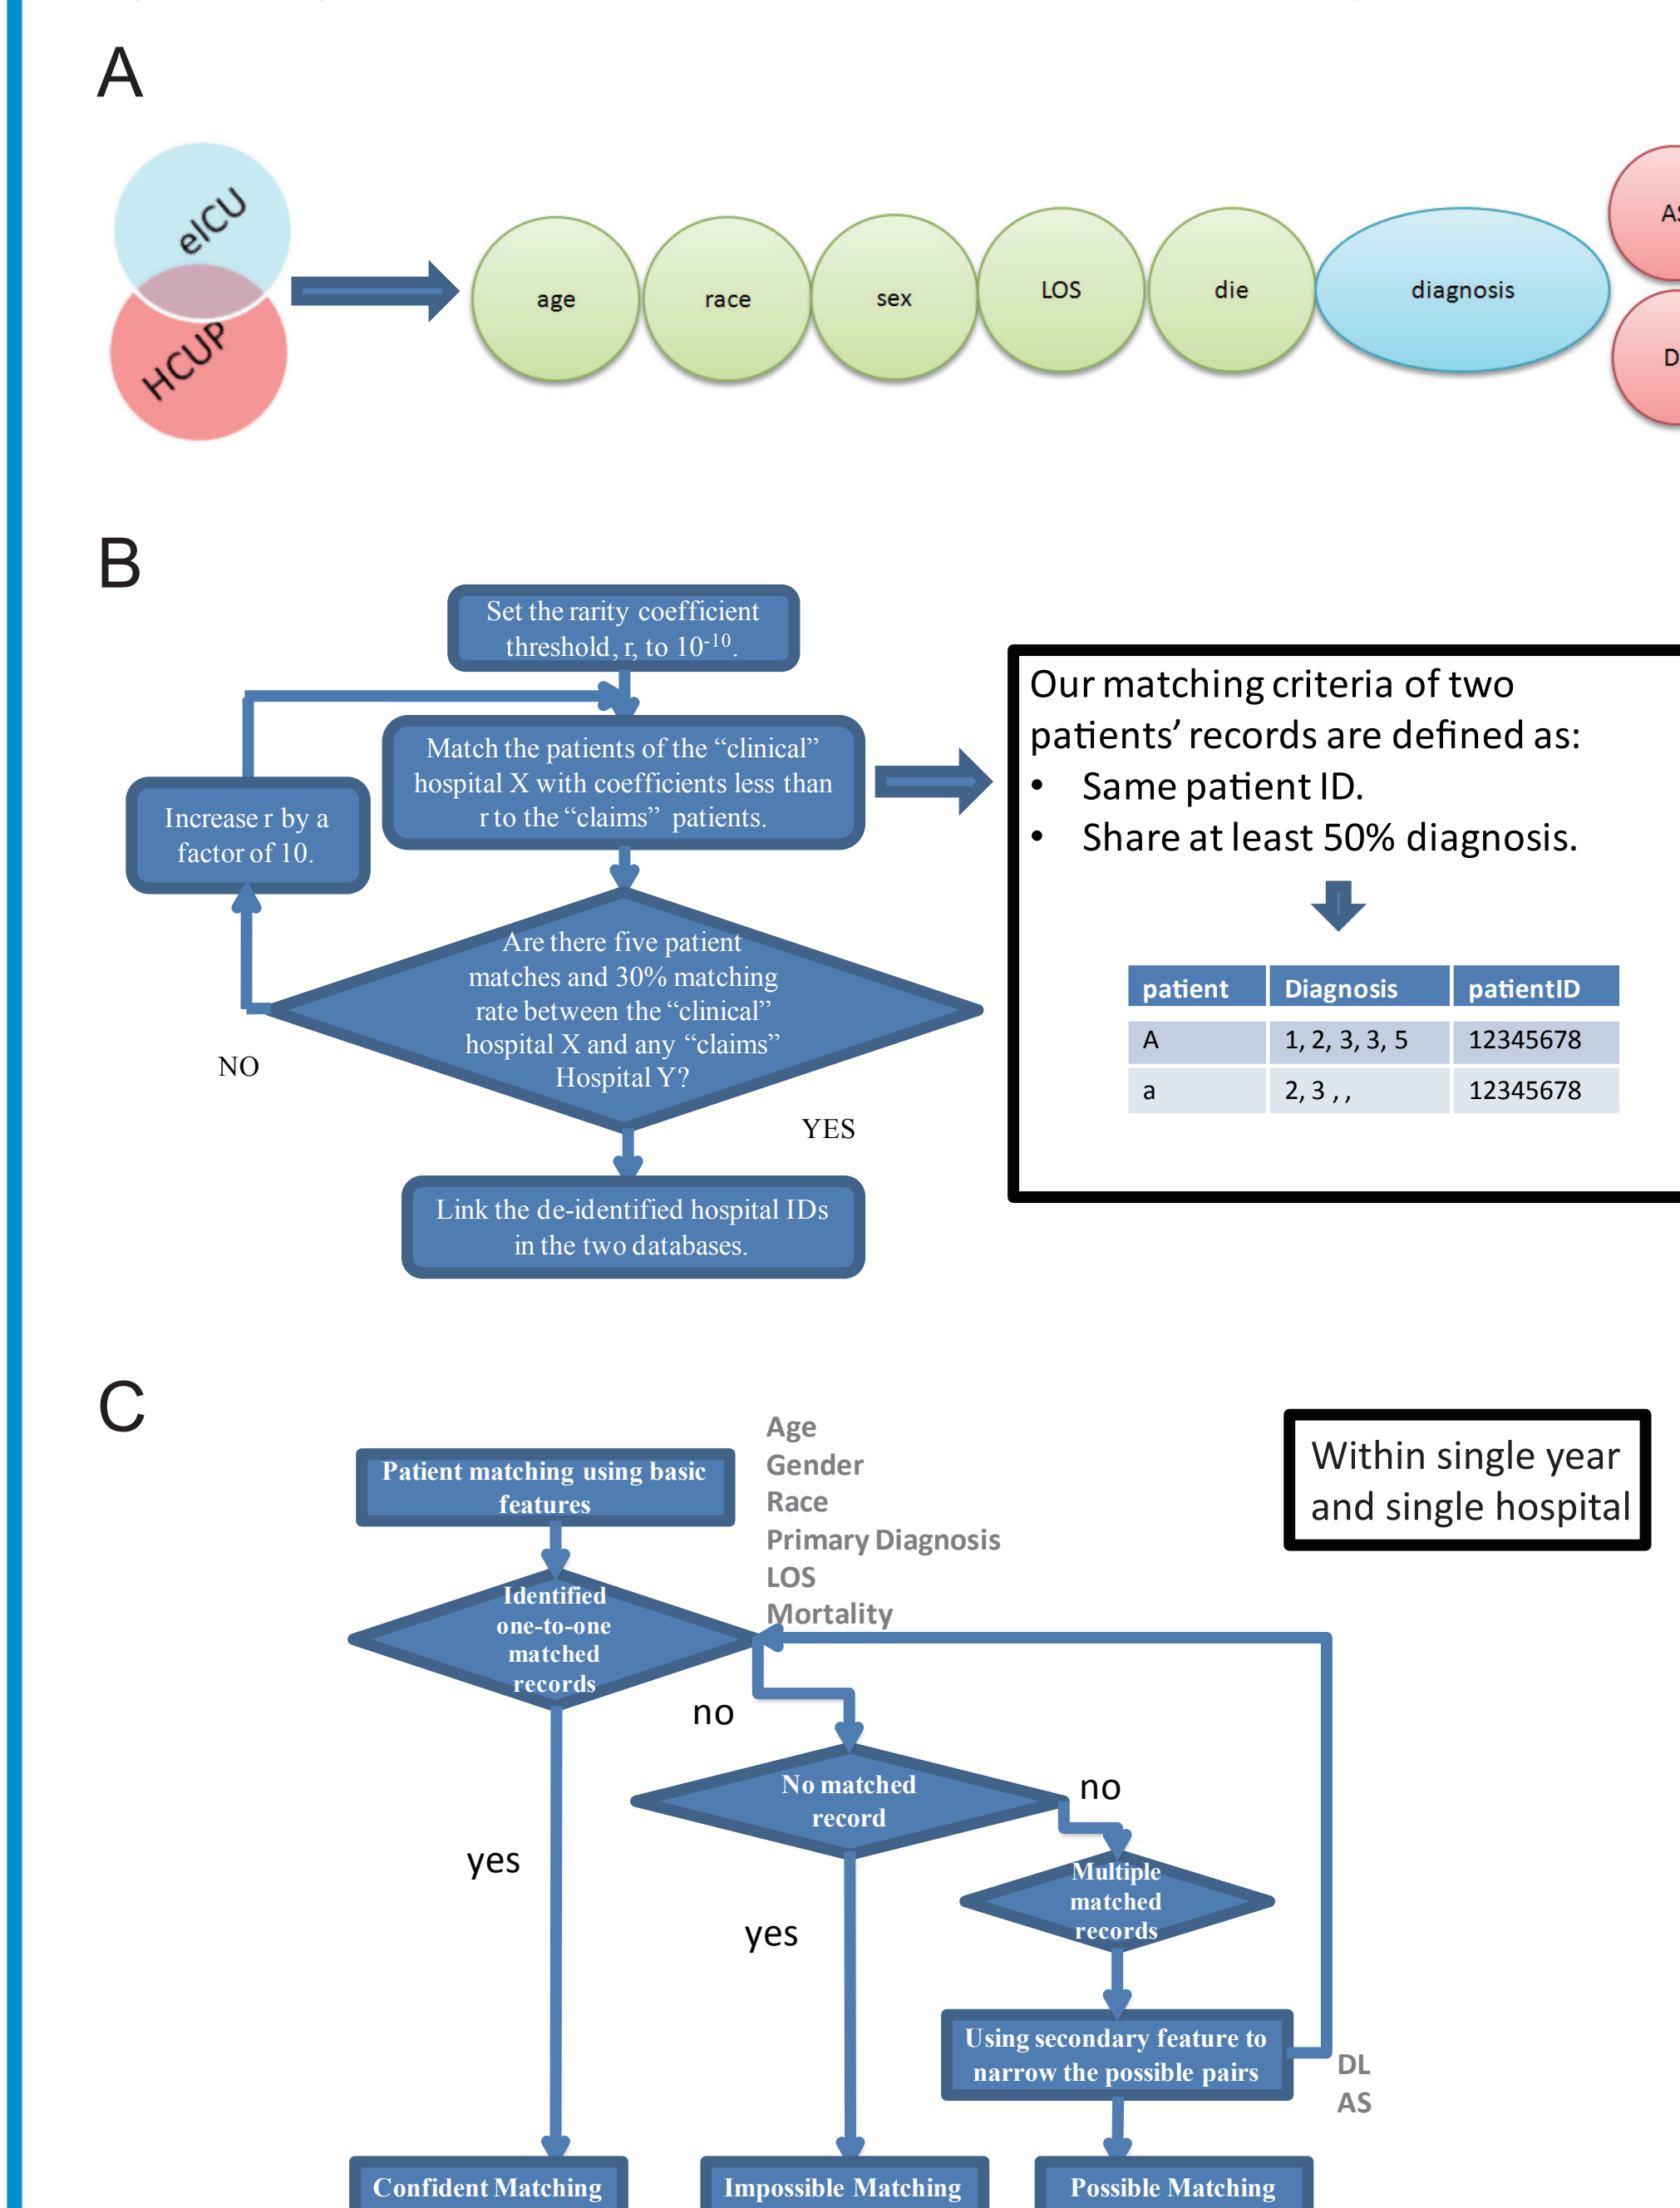 A
eICU
HCUP
age
race
sex
LOS
die
diagnosis
B
Set the rarity coefficient
threshold, r, to 10⁻¹⁰.
Match the patients of the “clinical”
hospital X with coefficients less than
r to the “claims” patients.
Increase r by a
factor of 10.
Are there five patient
matches and 30% matching
rate between the “clinical”
hospital X and any “claims”
Hospital Y?
NO
YES
Link the de-identified hospital IDs
in the two databases.
Our matching criteria of two
patients’ records are defined as:
• Same patient ID.
• Share at least 50% diagnosis.
patient Diagnosis patientID
A 1, 2, 3, 3, 5 12345678
a 2, 3 , , 12345678
C
Patient matching using basic
features
Age
Gender
Race
Primary Diagnosis
LOS
Mortality
Within single year
and single hospital
Identified
one-to-one
matched
records
no
No matched
record
no
yes
Multiple
matched
records
yes
Using secondary feature to
narrow the possible pairs
DL
AS
Confident Matching
Impossible Matching
Possible Matching